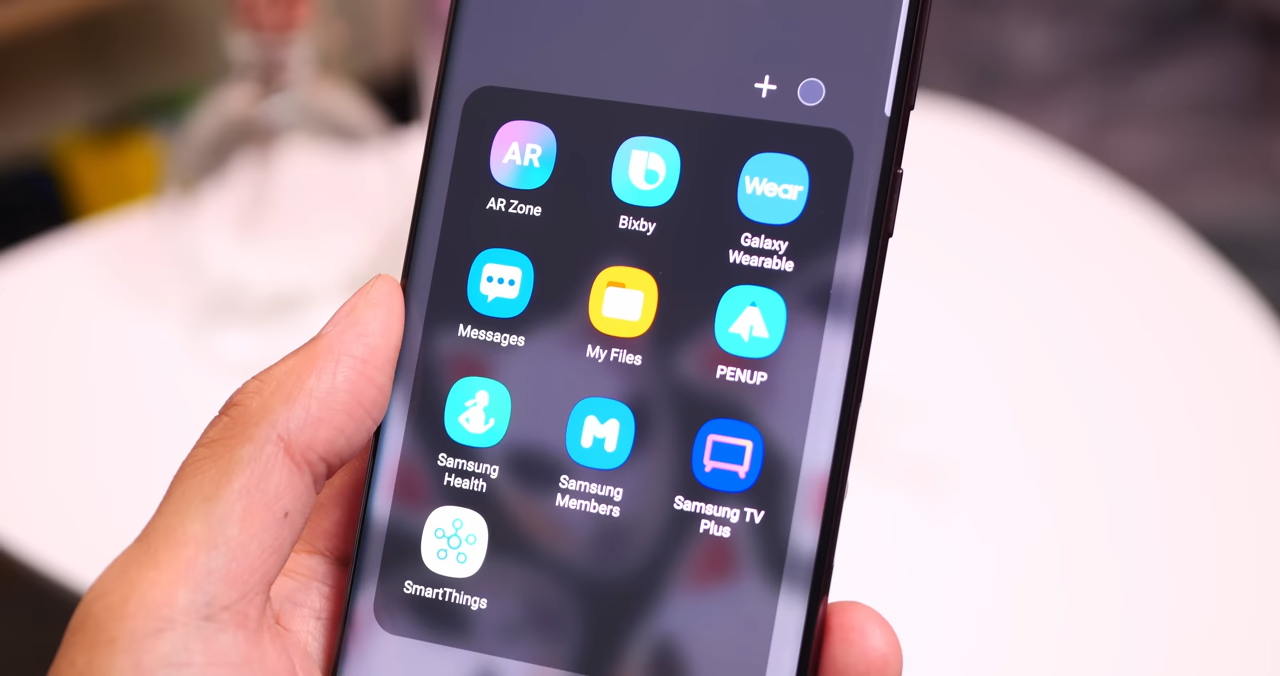 AR
AR Zone
Bixby
Wear
Galaxy
Wearable
Messages
My Files
PENUP
Samsung
Health
Samsung
Members
Samsung TV
Plus
SmartThings